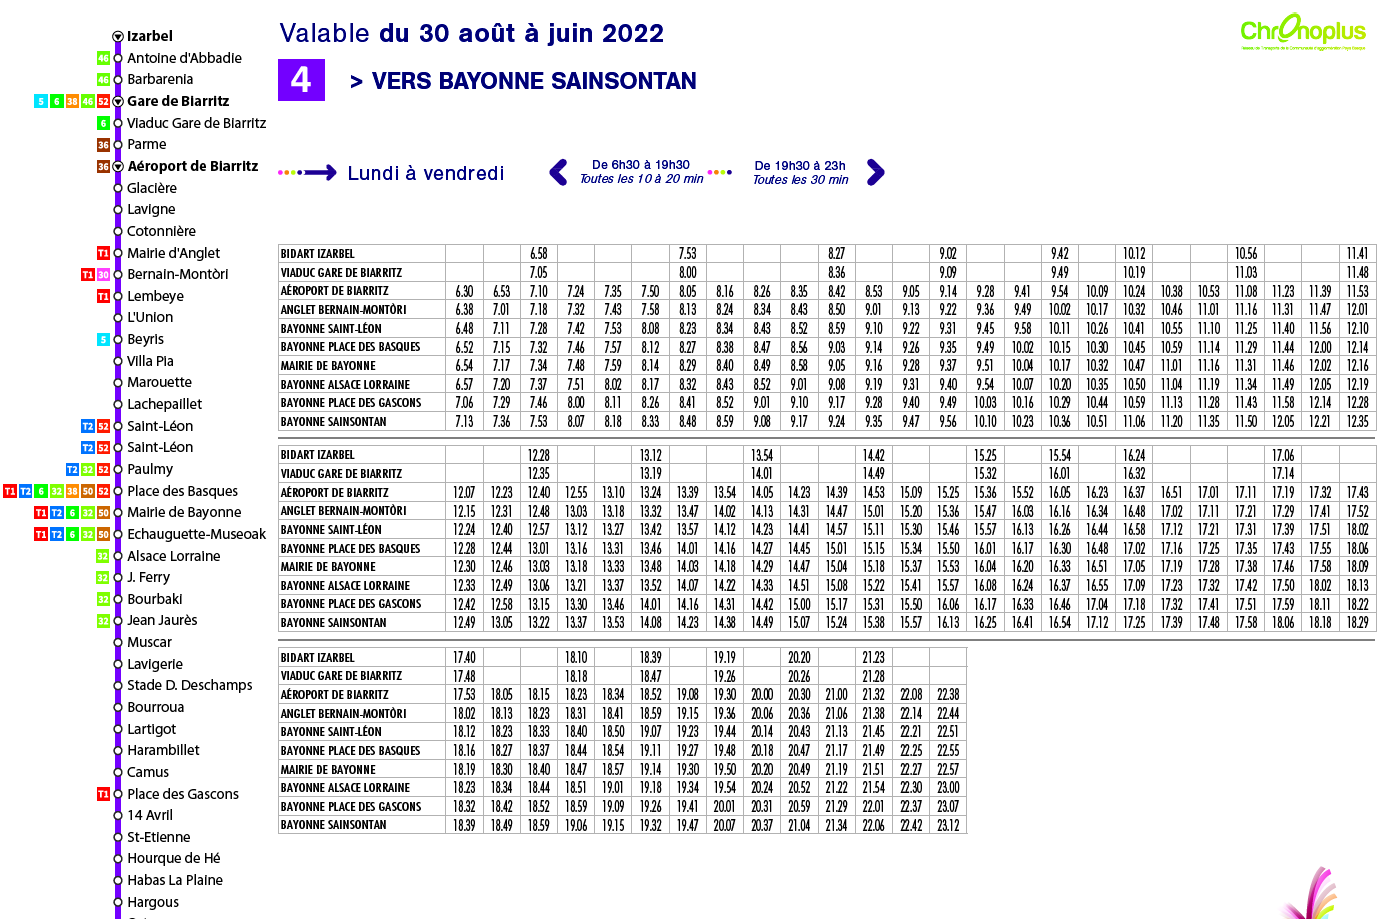 Izarbel
46 Antoine d'Abbadie
46 Barbarenia
5 6 38 46 52 Gare de Biarritz
6 Viaduc Gare de Biarritz
36 Parme
36 Aéroport de Biarritz
Glacière
Lavigne
Cotonnière
T1 Mairie d'Anglet
T1 30 Bernain-Montòri
T1 Lembeye
L'Union
5 Beyris
Villa Pia
Marouette
Lachepaillet
T2 52 Saint-Léon
T2 52 Saint-Léon
T2 32 52 Paulmy
T1 T2 6 32 38 50 52 Place des Basques
T1 T2 6 32 50 Mairie de Bayonne
T1 T2 6 32 50 Echauguette-Museoak
32 Alsace Lorraine
32 J. Ferry
32 Bourbaki
32 Jean Jaurès
Muscar
Lavigerie
Stade D. Deschamps
Bourroua
Lartigot
Harambillet
Camus
T1 Place des Gascons
14 Avril
St-Etienne
Hourque de Hé
Habas La Plaine
Hargous
Valable du 30 août à juin 2022
Chronoplus
4 > VERS BAYONNE SAINSONTAN
Lundi à vendredi
De 6h30 à 19h30
Toutes les 10 à 20 min
De 19h30 à 23h
Toutes les 30 min
BIDART IZARBEL 6.58 7.53 8.27 9.02 9.42 10.12 10.56 11.41
VIADUC GARE DE BIARRITZ 7.05 8.00 8.36 9.09 9.49 10.19 11.03 11.48
AÉROPORT DE BIARRITZ 6.30 6.53 7.10 7.24 7.35 7.50 8.05 8.16 8.26 8.35 8.42 8.53 9.05 9.14 9.28 9.41 9.54 10.09 10.24 10.38 10.53 11.08 11.23 11.39 11.53
ANGLET BERNAIN-MONTÒRI 6.38 7.01 7.18 7.32 7.43 7.58 8.13 8.24 8.34 8.43 8.50 9.01 9.13 9.22 9.36 9.49 10.02 10.17 10.32 10.46 11.01 11.16 11.31 11.47 12.01
BAYONNE SAINT-LÉON 6.48 7.11 7.28 7.42 7.53 8.08 8.23 8.34 8.43 8.52 8.59 9.10 9.22 9.31 9.45 9.58 10.11 10.26 10.41 10.55 11.10 11.25 11.40 11.56 12.10
BAYONNE PLACE DES BASQUES 6.52 7.15 7.32 7.46 7.57 8.12 8.27 8.38 8.47 8.56 9.03 9.14 9.26 9.35 9.49 10.02 10.15 10.30 10.45 10.59 11.14 11.29 11.44 12.00 12.14
MAIRIE DE BAYONNE 6.54 7.17 7.34 7.48 7.59 8.14 8.29 8.40 8.49 8.58 9.05 9.16 9.28 9.37 9.51 10.04 10.17 10.32 10.47 11.01 11.16 11.31 11.46 12.02 12.16
BAYONNE ALSACE LORRAINE 6.57 7.20 7.37 7.51 8.02 8.17 8.32 8.43 8.52 9.01 9.08 9.19 9.31 9.40 9.54 10.07 10.20 10.35 10.50 11.04 11.19 11.34 11.49 12.05 12.19
BAYONNE PLACE DES GASCONS 7.06 7.29 7.46 8.00 8.11 8.26 8.41 8.52 9.01 9.10 9.17 9.28 9.40 9.49 10.03 10.16 10.29 10.44 10.59 11.13 11.28 11.43 11.58 12.14 12.28
BAYONNE SAINSONTAN 7.13 7.36 7.53 8.07 8.18 8.33 8.48 8.59 9.08 9.17 9.24 9.35 9.47 9.56 10.10 10.23 10.36 10.51 11.06 11.20 11.35 11.50 12.05 12.21 12.35
BIDART IZARBEL 12.28 13.12 13.54 14.42 15.25 15.54 16.24 17.06
VIADUC GARE DE BIARRITZ 12.35 13.19 14.01 14.49 15.32 16.01 16.32 17.14
AÉROPORT DE BIARRITZ 12.07 12.23 12.40 12.55 13.10 13.24 13.39 13.54 14.05 14.23 14.39 14.53 15.09 15.25 15.36 15.52 16.05 16.23 16.37 16.51 17.01 17.11 17.19 17.32 17.43
ANGLET BERNAIN-MONTÒRI 12.15 12.31 12.48 13.03 13.18 13.32 13.47 14.02 14.13 14.31 14.47 15.01 15.20 15.36 15.47 16.03 16.16 16.34 16.48 17.02 17.11 17.21 17.29 17.41 17.52
BAYONNE SAINT-LÉON 12.24 12.40 12.57 13.12 13.27 13.42 13.57 14.12 14.23 14.41 14.57 15.11 15.30 15.46 15.57 16.13 16.26 16.44 16.58 17.12 17.21 17.31 17.39 17.51 18.02
BAYONNE PLACE DES BASQUES 12.28 12.44 13.01 13.16 13.31 13.46 14.01 14.16 14.27 14.45 15.01 15.15 15.34 15.50 16.01 16.17 16.30 16.48 17.02 17.16 17.25 17.35 17.43 17.55 18.06
MAIRIE DE BAYONNE 12.30 12.46 13.03 13.18 13.33 13.48 14.03 14.18 14.29 14.47 15.04 15.18 15.37 15.53 16.04 16.20 16.33 16.51 17.05 17.19 17.28 17.38 17.46 17.58 18.09
BAYONNE ALSACE LORRAINE 12.33 12.49 13.06 13.21 13.37 13.52 14.07 14.22 14.33 14.51 15.08 15.22 15.41 15.57 16.08 16.24 16.37 16.55 17.09 17.23 17.32 17.42 17.50 18.02 18.13
BAYONNE PLACE DES GASCONS 12.42 12.58 13.15 13.30 13.46 14.01 14.16 14.31 14.42 15.00 15.17 15.31 15.50 16.06 16.17 16.33 16.46 17.04 17.18 17.32 17.41 17.51 17.59 18.11 18.22
BAYONNE SAINSONTAN 12.49 13.05 13.22 13.37 13.53 14.08 14.23 14.38 14.49 15.07 15.24 15.38 15.57 16.13 16.25 16.41 16.54 17.12 17.25 17.39 17.48 17.58 18.06 18.18 18.29
BIDART IZARBEL 17.40 18.10 18.39 19.19 20.20 21.23
VIADUC GARE DE BIARRITZ 17.48 18.18 18.47 19.26 20.26 21.28
AÉROPORT DE BIARRITZ 17.53 18.05 18.15 18.23 18.34 18.52 19.08 19.30 20.00 20.30 21.00 21.32 22.08 22.38
ANGLET BERNAIN-MONTÒRI 18.02 18.13 18.23 18.31 18.41 18.59 19.15 19.36 20.06 20.36 21.06 21.38 22.14 22.44
BAYONNE SAINT-LÉON 18.12 18.23 18.33 18.40 18.50 19.07 19.23 19.44 20.14 20.43 21.13 21.45 22.21 22.51
BAYONNE PLACE DES BASQUES 18.16 18.27 18.37 18.44 18.54 19.11 19.27 19.48 20.18 20.47 21.17 21.49 22.25 22.55
MAIRIE DE BAYONNE 18.19 18.30 18.40 18.47 18.57 19.14 19.30 19.50 20.20 20.49 21.19 21.51 22.27 22.57
BAYONNE ALSACE LORRAINE 18.23 18.34 18.44 18.51 19.01 19.18 19.34 19.54 20.24 20.52 21.22 21.54 22.30 23.00
BAYONNE PLACE DES GASCONS 18.32 18.42 18.52 18.59 19.09 19.26 19.41 20.01 20.31 20.59 21.29 22.01 22.37 23.07
BAYONNE SAINSONTAN 18.39 18.49 18.59 19.06 19.15 19.32 19.47 20.07 20.37 21.04 21.34 22.06 22.42 23.12